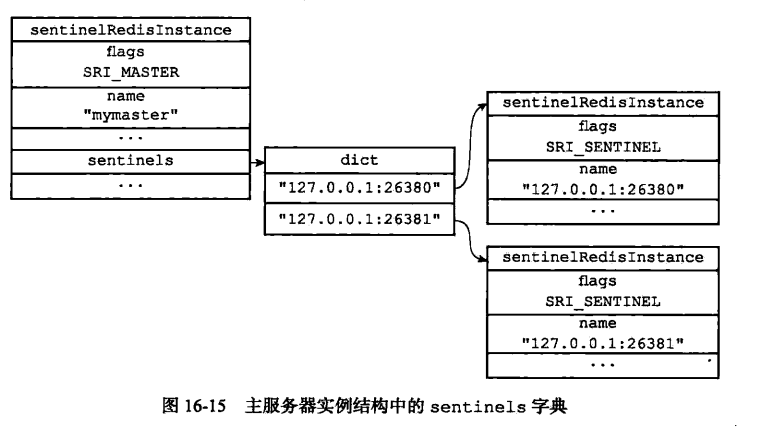 sentinelRedisInstance
flags
SRI_MASTER
name
"mymaster"
...
sentinels
...
dict
"127.0.0.1:26380"
"127.0.0.1:26381"
sentinelRedisInstance
flags
SRI_SENTINEL
name
"127.0.0.1:26380"
...
sentinelRedisInstance
flags
SRI_SENTINEL
name
"127.0.0.1:26381"
...
图 16-15 主服务器实例结构中的 sentinels 字典